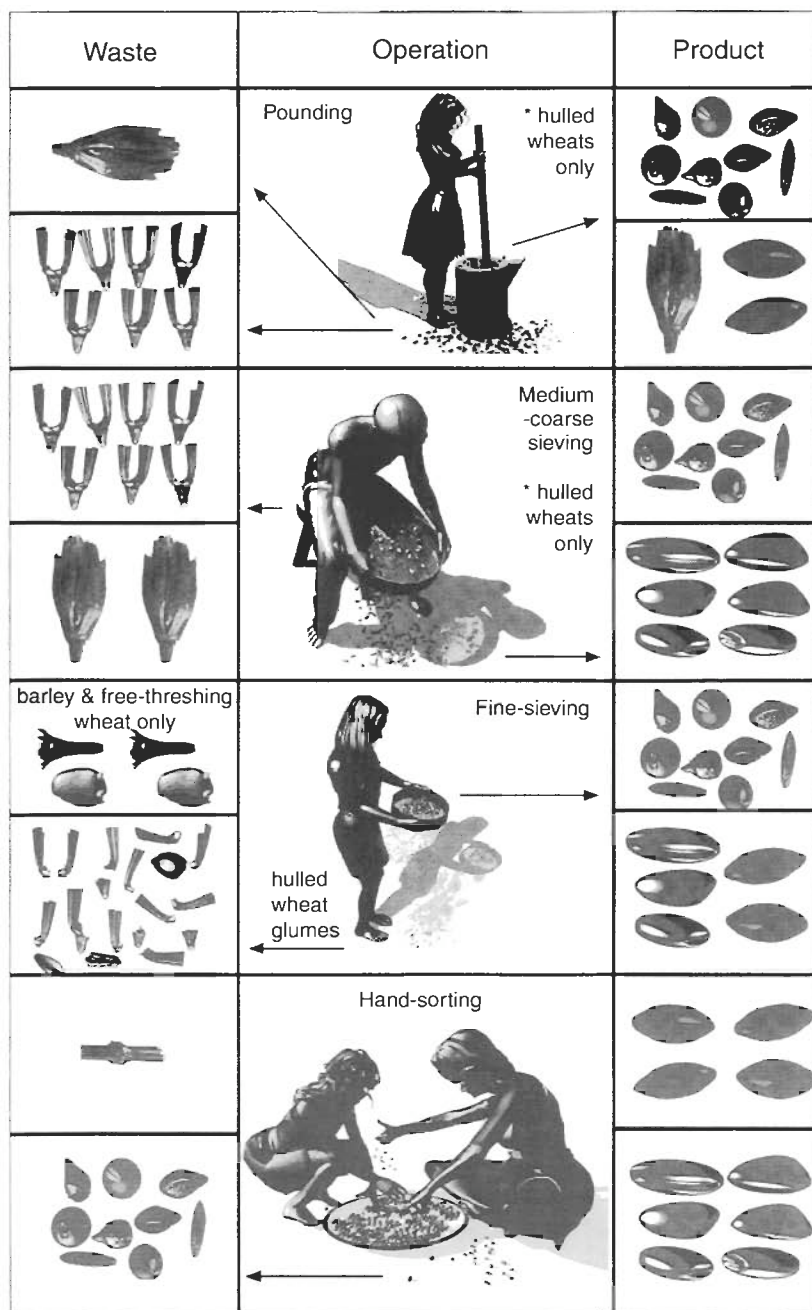 Waste
Operation
Product
Pounding
* hulled
wheats
only
Medium
-coarse
sieving
* hulled
wheats
only
barley & free-threshing
wheat only
Fine-sieving
hulled
wheat
glumes
Hand-sorting